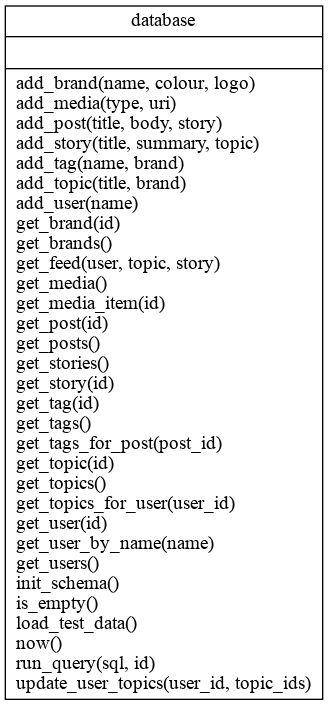 database
add_brand(name, colour, logo)
add_media(type, uri)
add_post(title, body, story)
add_story(title, summary, topic)
add_tag(name, brand)
add_topic(title, brand)
add_user(name)
get_brand(id)
get_brands()
get_feed(user, topic, story)
get_media()
get_media_item(id)
get_post(id)
get_posts()
get_stories()
get_story(id)
get_tag(id)
get_tags()
get_tags_for_post(post_id)
get_topic(id)
get_topics()
get_topics_for_user(user_id)
get_user(id)
get_user_by_name(name)
get_users()
init_schema()
is_empty()
load_test_data()
now()
run_query(sql, id)
update_user_topics(user_id, topic_ids)